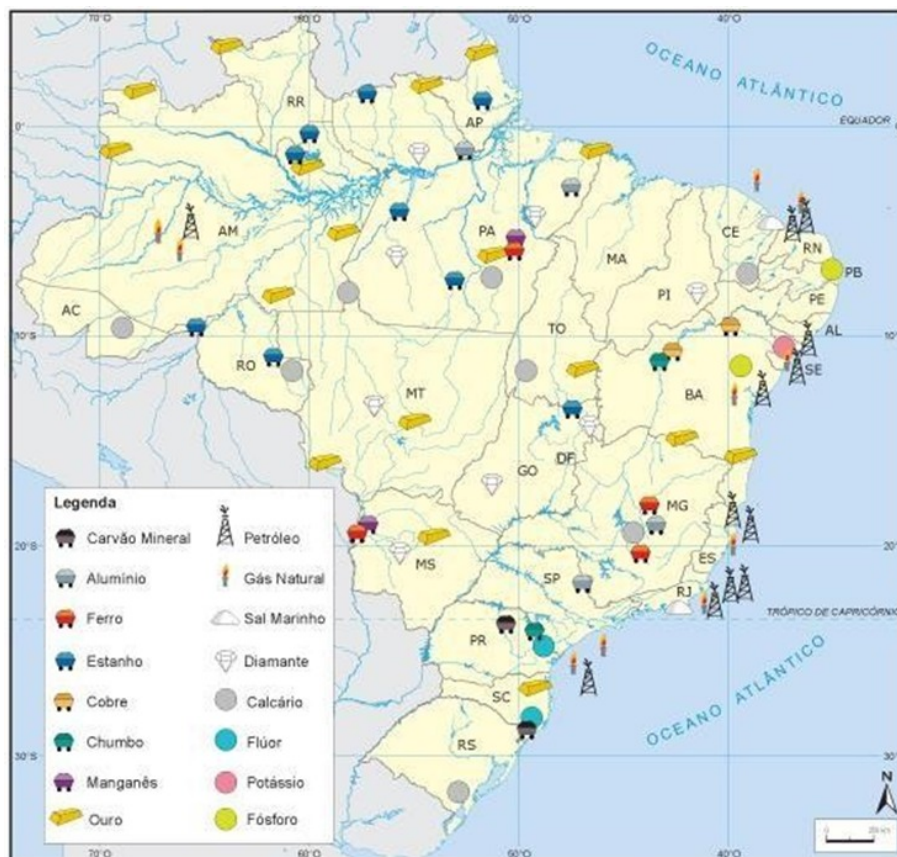 70°O
60°O
50°O
40°O
OCEANO ATLÂNTICO
EQUADOR
0°
RR
AP
AM
PA
MA
CE
RN
PB
PI
PE
AC
AL
10°S
TO
RO
SE
MT
BA
GO
DF
MG
20°S
MS
ES
SP
RJ
TRÓPICO DE CAPRICÓRNIO
PR
SC
OCEANO ATLÂNTICO
RS
30°S
N
Legenda
Carvão Mineral
Petróleo
Alumínio
Gás Natural
Ferro
Sal Marinho
Estanho
Diamante
Cobre
Calcário
Chumbo
Flúor
Manganês
Potássio
Ouro
Fósforo
70°O
50°O
40°O